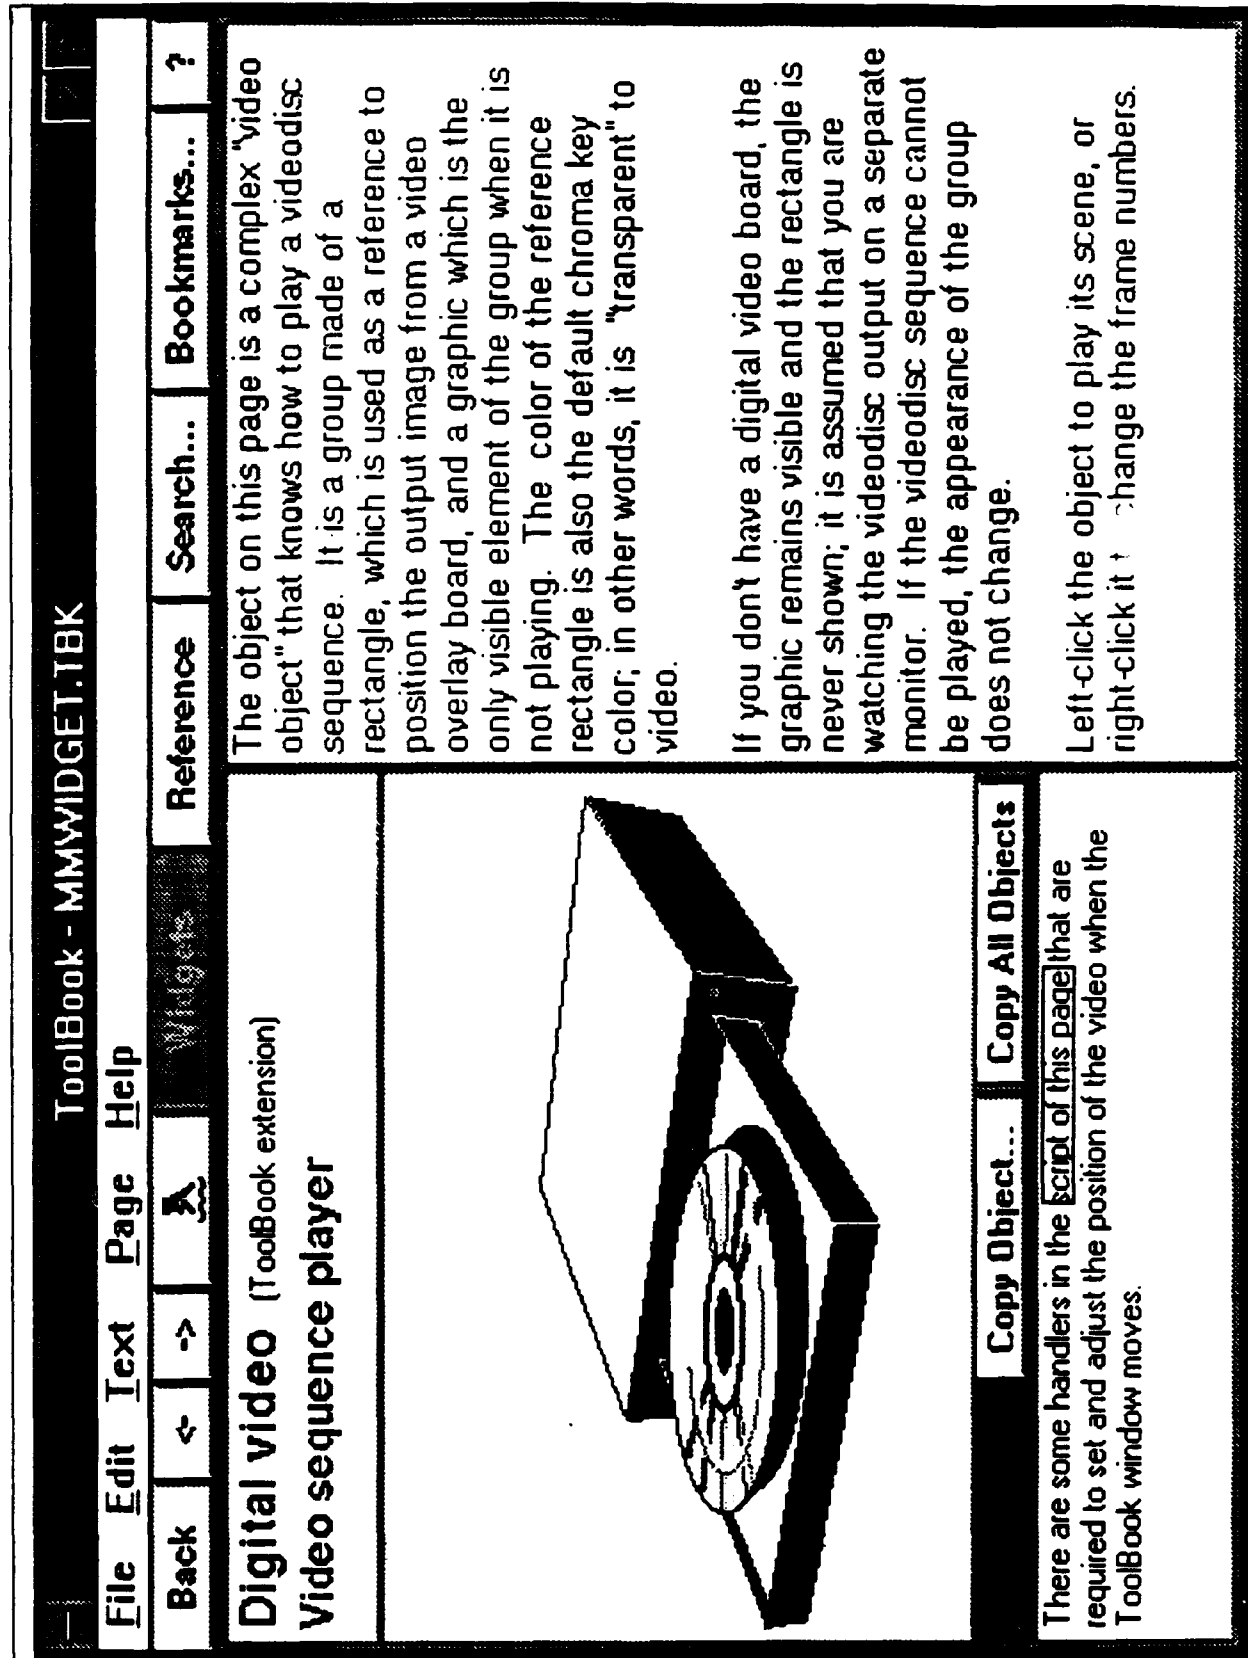 ToolBook - MMWIDGET.TBK
File Edit Text Page Help
Back <- -> Widgets Reference Search... Bookmarks... ?
Digital video (ToolBook extension)
Video sequence player
Copy Object... Copy All Objects
There are some handlers in the script of this page that are
required to set and adjust the position of the video when the
ToolBook window moves.
The object on this page is a complex "video
object" that knows how to play a videodisc
sequence. It is a group made of a
rectangle, which is used as a reference to
position the output image from a video
overlay board, and a graphic which is the
only visible element of the group when it is
not playing. The color of the reference
rectangle is also the default chroma key
color; in other words, it is "transparent" to
video.
If you don't have a digital video board, the
graphic remains visible and the rectangle is
never shown; it is assumed that you are
watching the videodisc output on a separate
monitor. If the videodisc sequence cannot
be played, the appearance of the group
does not change.
Left-click the object to play its scene, or
right-click it change the frame numbers.